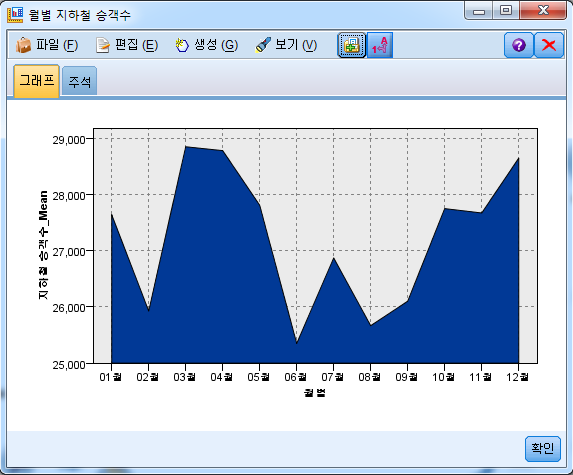 월별 지하철 승객수
파일 (F) 편집 (E) 생성 (G) 보기 (V)
그래프 주석
29,000
28,000
27,000
26,000
25,000
지하철 승객수_Mean
01월 02월 03월 04월 05월 06월 07월 08월 09월 10월 11월 12월
월별
확인